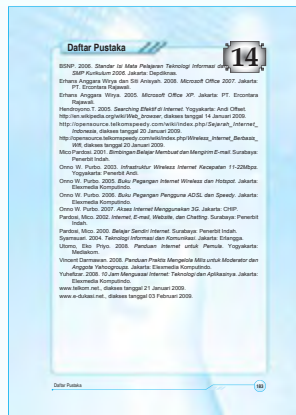 Daftar Pustaka
14
BSNP. 2006. Standar Isi Mata Pelajaran Teknologi Informasi
SMP Kurikulum 2006. Jakarta: Depdiknas.
Erhans Anggara Wirya dan Siti Anisyah. 2008. Microsoft Office 2007. Jakarta:
PT. Ercontara Rajawali.
Erhans Anggara Wirya. 2005. Microsoft Office XP. Jakarta: PT. Ercontara
Rajawali.
Hendroyono T. 2005. Searching Efektif di Internet. Yogyakarta: Andi Offset.
http://en.wikipedia.org/wiki/Web_browser, diakses tanggal 14 Januari 2009.
http://opensource.telkomspeedy.com/wiki/index.php/Sejarah_Internet_
Indonesia, diakses tanggal 20 Januari 2009.
http://opensource.telkomspeedy.com/wiki/index.php/Wireless_Internet_Berbasis_
Wifi, diakses tanggal 20 Januari 2009.
Mico Pardosi. 2001. Bimbingan Belajar Membuat dan Mengirim E-mail. Surabaya:
Penerbit Indah.
Onno W. Purbo. 2003. Infrastruktur Wireless Internet Kecepatan 11-22Mbps.
Yogyakarta: Penerbit Andi.
Onno W. Purbo. 2005. Buku Pegangan Internet Wireless dan Hotspot. Jakarta:
Elexmedia Komputindo.
Onno W. Purbo. 2006. Buku Pegangan Pengguna ADSL dan Speedy. Jakarta:
Elexmedia Komputindo.
Onno W. Purbo. 2007. Akses Internet Menggunakan 3G. Jakarta: CHIP.
Pardosi, Mico. 2002. Internet, E-mail, Website, dan Chatting. Surabaya: Penerbit
Indah.
Pardosi, Mico. 2000. Belajar Sendiri Internet. Surabaya: Penerbit Indah.
Syamsuari. 2004. Teknologi Informasi dan Komunikasi. Jakarta: Erlangga.
Utomo, Eko Priyo. 2008. Panduan Internet untuk Pemula. Yogyakarta:
Mediakom.
Vincent Darmawan. 2008. Panduan Praktis Mengelola Milis untuk Moderator dan
Anggota Yahoogroups. Jakarta: Elexmedia Komputindo.
Yuhefizar. 2008. 10 Jam Menguasai Internet: Teknologi dan Aplikasinya. Jakarta:
Elexmedia Komputindo.
www.telkom.net., diakses tanggal 21 Januari 2009.
www.e-dukasi.net., diakses tanggal 03 Februari 2009.
Daftar Pustaka
183